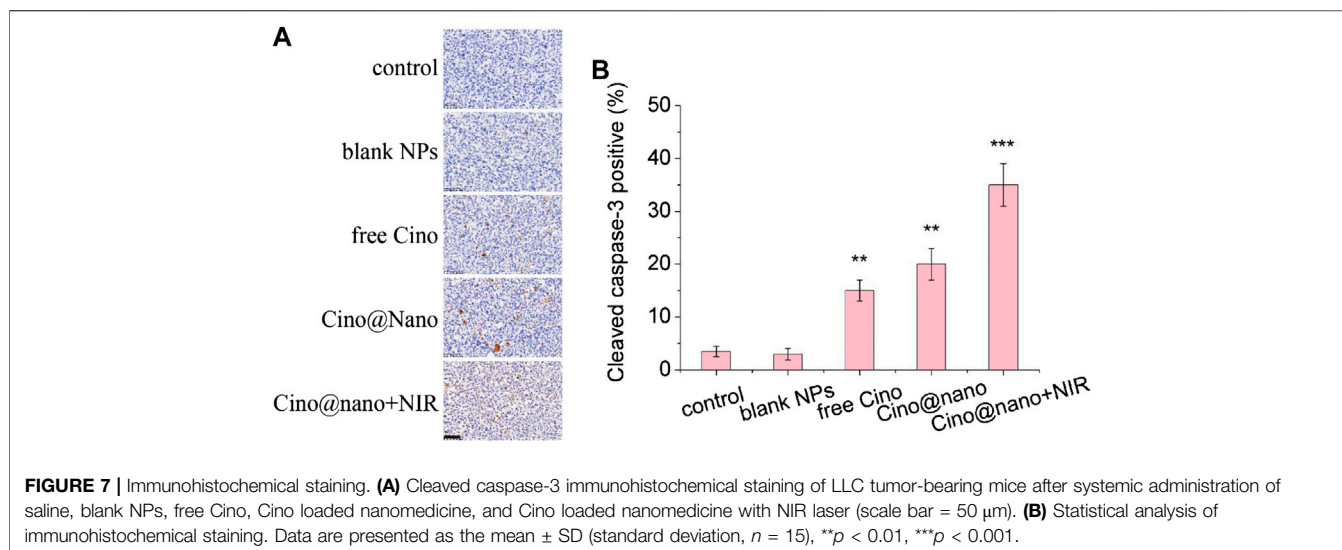 A
control
blank NPs
free Cino
Cino@Nano
Cino@nano+NIR
B
Cleaved caspase-3 positive (%)
50
40
30
20
10
0
***
**
**
control
blank NPs
free Cino
Cino@nano
Cino@nano+NIR
FIGURE 7 | Immunohistochemical staining. (A) Cleaved caspase-3 immunohistochemical staining of LLC tumor-bearing mice after systemic administration of
saline, blank NPs, free Cino, Cino loaded nanomedicine, and Cino loaded nanomedicine with NIR laser (scale bar = 50 μm). (B) Statistical analysis of
immunohistochemical staining. Data are presented as the mean ± SD (standard deviation, n = 15), **p < 0.01, ***p < 0.001.